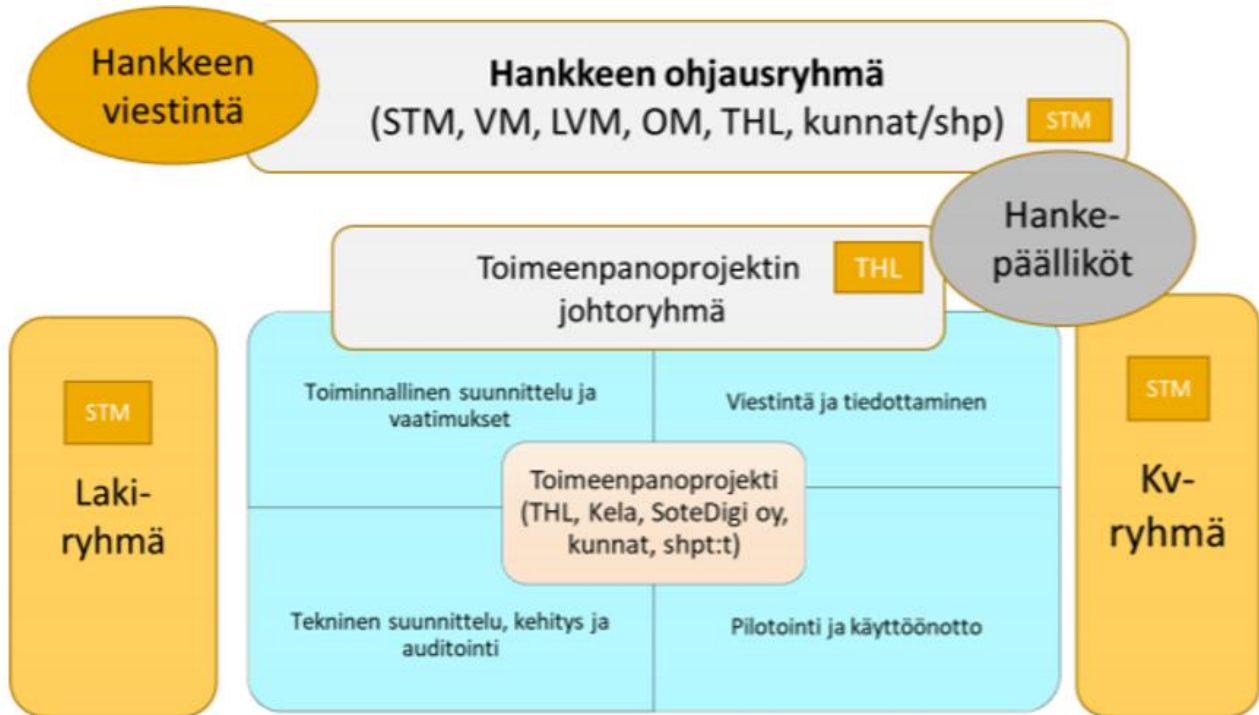 Hankkeen
viestintä
Hankkeen ohjausryhmä
(STM, VM, LVM, OM, THL, kunnat/shp)
STM
Hanke-
päälliköt
Toimeenpanoprojektin
johtoryhmä
THL
STM
Laki-
ryhmä
Toiminnallinen suunnittelu ja
vaatimukset
Viestintä ja tiedottaminen
Toimeenpanoprojekti
(THL, Kela, SoteDigi oy,
kunnat, shpt:t)
Tekninen suunnittelu, kehitys ja
auditointi
Pilotointi ja käyttöönotto
STM
Kv-
ryhmä